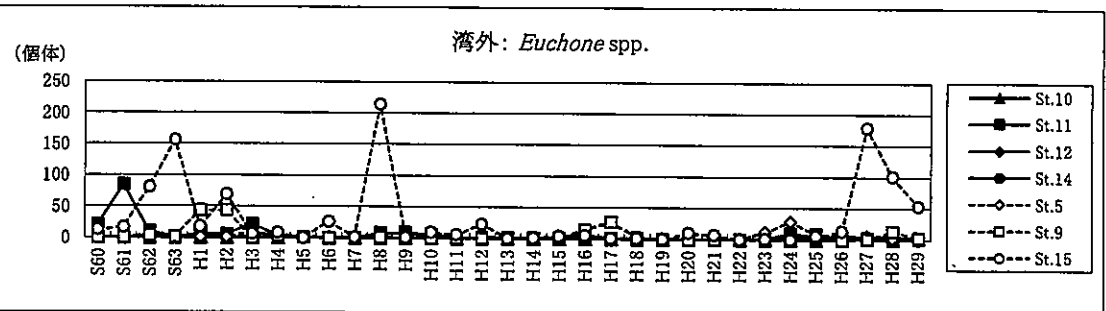 湾外: Euchone spp.
(個体)
250
200
150
100
50
0
S60 S61 S62 S63 H1 H2 H3 H4 H5 H6 H7 H8 H9 H10 H11 H12 H13 H14 H15 H16 H17 H18 H19 H20 H21 H22 H23 H24 H25 H26 H27 H28 H29
St.10
St.11
St.12
St.14
St.5
St.9
St.15